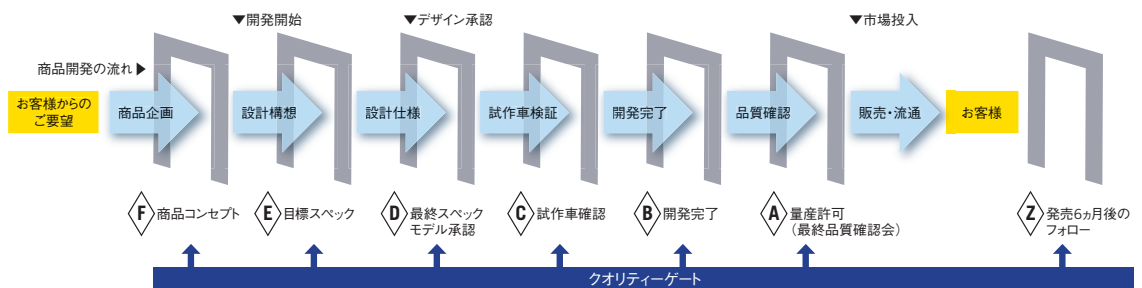 ▼開発開始
▼デザイン承認
▼市場投入
商品開発の流れ▶
お客様からの
ご要望
商品企画
設計構想
設計仕様
試作車検証
開発完了
品質確認
販売・流通
お客様
F 商品コンセプト
E 目標スペック
D 最終スペック
モデル承認
C 試作車確認
B 開発完了
A 量産許可
（最終品質確認会）
Z 発売6ヵ月後の
フォロー
クオリティーゲート